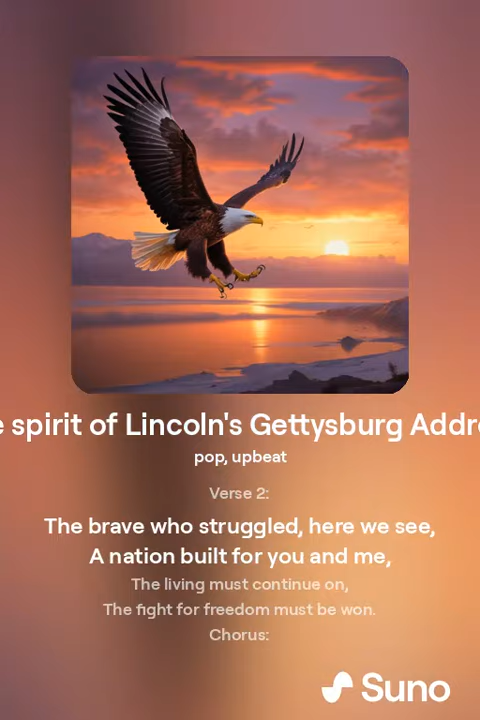 e spirit of Lincoln's Gettysburg Addre
pop, upbeat
Verse 2:
The brave who struggled, here we see,
A nation built for you and me,
The living must continue on,
The fight for freedom must be won.
Chorus:
Suno